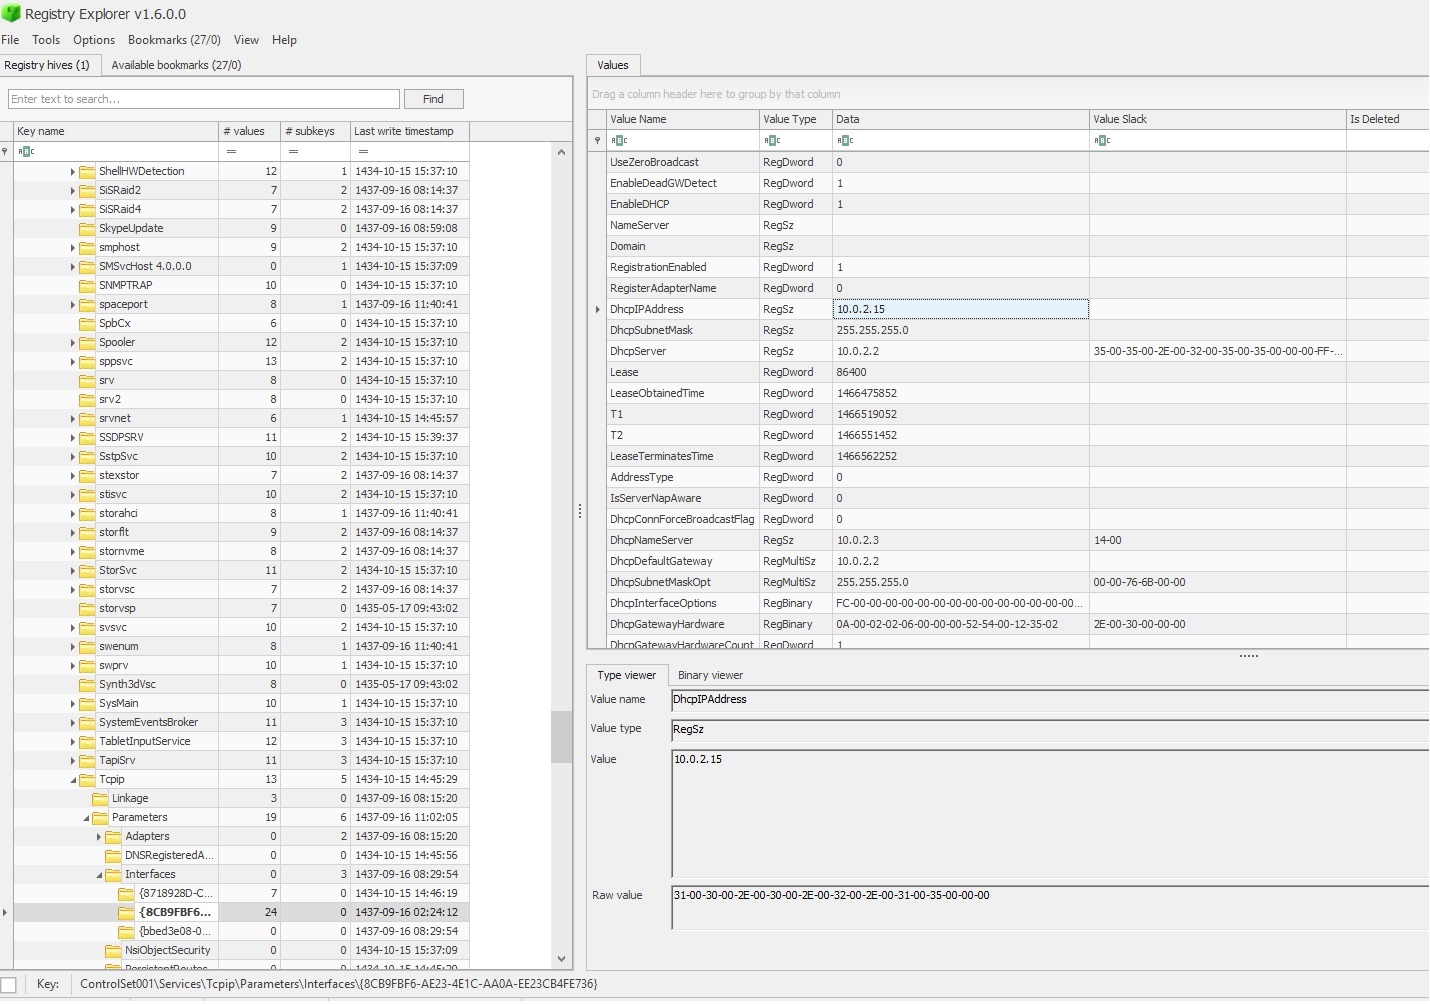 Registry Explorer v1.6.0.0
File Tools Options Bookmarks (27/0) View Help
Registry hives (1) Available bookmarks (27/0)
Enter text to search... Find
Key name # values # subkeys Last write timestamp
ABC = = =
ShellHWDetection 12 1 1434-10-15 15:37:10
SiSRaid2 7 2 1437-09-16 08:14:37
SiSRaid4 7 2 1437-09-16 08:14:37
SkypeUpdate 9 0 1437-09-16 08:59:08
smphost 9 2 1434-10-15 15:37:10
SMSvcHost 4.0.0.0 0 1 1434-10-15 15:37:09
SNMPTRAP 10 0 1434-10-15 15:37:10
spaceport 8 1 1437-09-16 11:40:41
SpbCx 6 0 1434-10-15 15:37:10
Spooler 12 2 1434-10-15 15:37:10
sppsvc 13 2 1434-10-15 15:37:10
srv 8 0 1434-10-15 15:37:10
srv2 8 0 1434-10-15 15:37:10
srvnet 6 1 1434-10-15 14:45:57
SSDPSRV 11 2 1434-10-15 15:39:37
SstpSvc 10 2 1434-10-15 15:37:10
stexstor 7 2 1437-09-16 08:14:37
stisvc 10 2 1434-10-15 15:37:10
storahci 8 1 1437-09-16 11:40:41
storflt 9 2 1437-09-16 08:14:37
stornvme 8 2 1437-09-16 08:14:37
StorSvc 11 2 1434-10-15 15:37:10
storvsc 7 2 1437-09-16 08:14:37
storvsp 7 0 1435-05-17 09:43:02
svsvc 10 2 1434-10-15 15:37:10
swenum 8 1 1437-09-16 11:40:41
swprv 10 1 1434-10-15 15:37:10
Synth3dVsc 8 0 1435-05-17 09:43:02
SysMain 10 1 1434-10-15 15:37:10
SystemEventsBroker 11 3 1434-10-15 15:37:10
TabletInputService 12 3 1434-10-15 15:37:10
TapiSrv 11 3 1434-10-15 15:37:10
Tcpip 13 5 1434-10-15 14:45:29
Linkage 3 0 1437-09-16 08:15:20
Parameters 19 6 1437-09-16 11:02:05
Adapters 0 2 1437-09-16 08:15:20
DNSRegisteredA... 0 0 1434-10-15 14:45:56
Interfaces 0 3 1437-09-16 08:29:54
{8718928D-C... 7 0 1434-10-15 14:46:19
{8CB9FBF6... 24 0 1437-09-16 02:24:12
{bbed3e08-0... 0 0 1437-09-16 08:29:54
NsiObjectSecurity 0 0 1434-10-15 15:37:09
PersistentRoutes 0 0 1434-10-15 14:45:29
Values
Drag a column header here to group by that column
Value Name Value Type Data Value Slack Is Deleted
ABC ABC ABC ABC
UseZeroBroadcast RegDword 0
EnableDeadGWDetect RegDword 1
EnableDHCP RegDword 1
NameServer RegSz
Domain RegSz
RegistrationEnabled RegDword 1
RegisterAdapterName RegDword 0
DhcpIPAddress RegSz 10.0.2.15
DhcpSubnetMask RegSz 255.255.255.0
DhcpServer RegSz 10.0.2.2 35-00-35-00-2E-00-32-00-35-00-35-00-00-00-FF-...
Lease RegDword 86400
LeaseObtainedTime RegDword 1466475852
T1 RegDword 1466519052
T2 RegDword 1466551452
LeaseTerminatesTime RegDword 1466562252
AddressType RegDword 0
IsServerNapAware RegDword 0
DhcpConnForceBroadcastFlag RegDword 0
DhcpNameServer RegSz 10.0.2.3 14-00
DhcpDefaultGateway RegMultiSz 10.0.2.2
DhcpSubnetMaskOpt RegMultiSz 255.255.255.0 00-00-76-6B-00-00
DhcpInterfaceOptions RegBinary FC-00-00-00-00-00-00-00-00-00-00-00-00-00-00...
DhcpGatewayHardware RegBinary 0A-00-02-02-06-00-00-00-52-54-00-12-35-02 2E-00-30-00-00-00
DhcpGatewayHardwareCount RegDword 1
Type viewer Binary viewer
Value name DhcpIPAddress
Value type RegSz
Value 10.0.2.15
Raw value 31-00-30-00-2E-00-30-00-2E-00-32-00-2E-00-31-00-35-00-00-00
Key: ControlSet001\Services\Tcpip\Parameters\Interfaces\{8CB9FBF6-AE23-4E1C-AA0A-EE23CB4FE736}